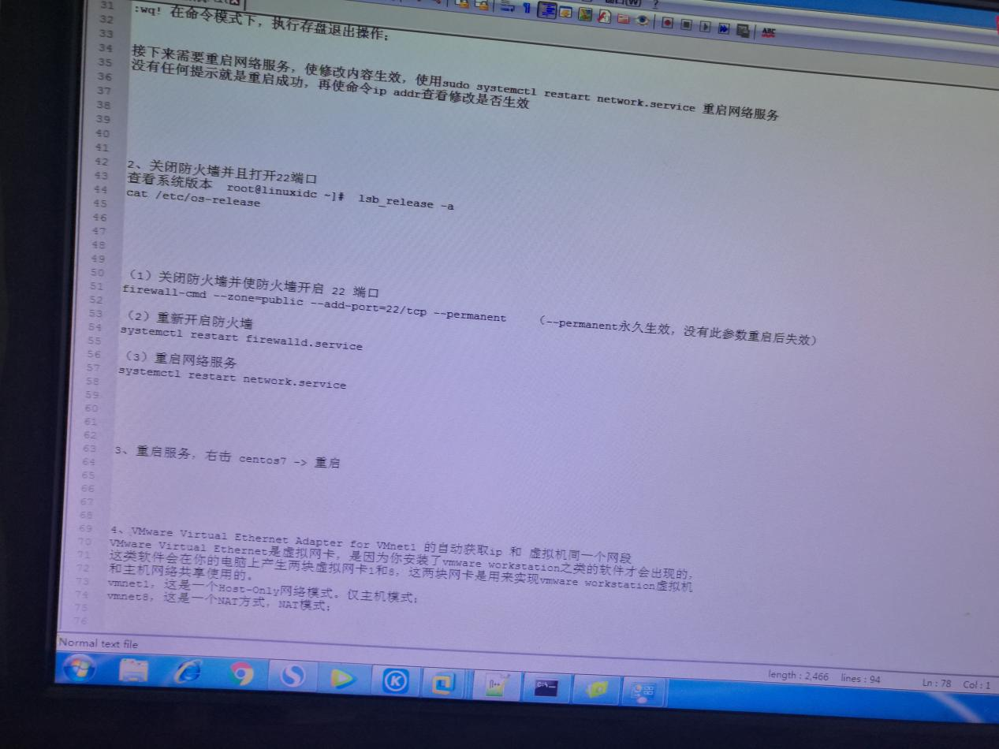 31
:wq! 在命令模式下，执行存盘退出操作；
32
33
接下来需要重启网络服务，使修改内容生效，使用sudo systemctl restart network.service 重启网络服务
34
没有任何提示就是重启成功，再使命令ip addr查看修改是否生效
35
36
37
38
39
40
41
2、关闭防火墙并且打开22端口
42
查看系统版本 root@linuxidc ~]# lsb_release -a
43
cat /etc/os-release
44
45
46
47
48
49
（1）关闭防火墙并使防火墙开启 22 端口
50
firewall-cmd --zone=public --add-port=22/tcp --permanent （--permanent永久生效，没有此参数重启后失效）
51
52
（2）重新开启防火墙
53
systemctl restart firewalld.service
54
55
（3）重启网络服务
56
systemctl restart network.service
57
58
59
60
61
62
3、重启服务，右击 centos7 -> 重启
63
64
65
66
67
68
4、VMware Virtual Ethernet Adapter for VMnet1 的自动获取ip 和 虚拟机同一个网段
69
VMware Virtual Ethernet是虚拟网卡，是因为你安装了vmware workstation之类的软件才会出现的，
70
这类软件会在你的电脑上产生两块虚拟网卡1和8，这两块网卡是用来实现vmware workstation虚拟机
71
和主机网络共享使用的。
72
vmnet1，这是一个Host-Only网络模式。仅主机模式；
73
vmnet8，这是一个NAT方式，NAT模式；
74
75
76
Normal text file
length : 2,466 lines : 94
Ln : 78 Col : 1